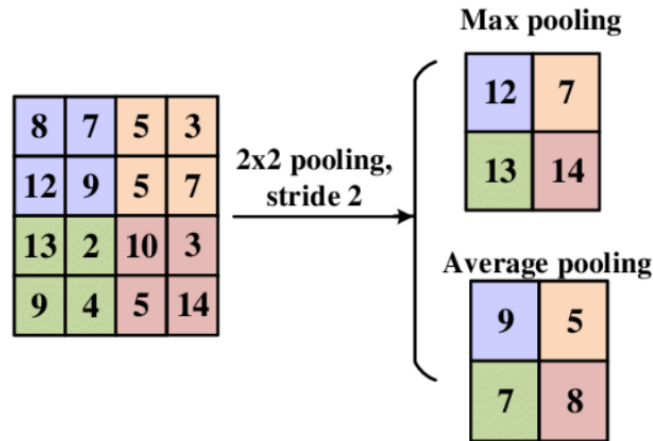 Max pooling
12 7
13 14
8 7 5 3
12 9 5 7
13 2 10 3
9 4 5 14
2x2 pooling,
stride 2
Average pooling
9 5
7 8